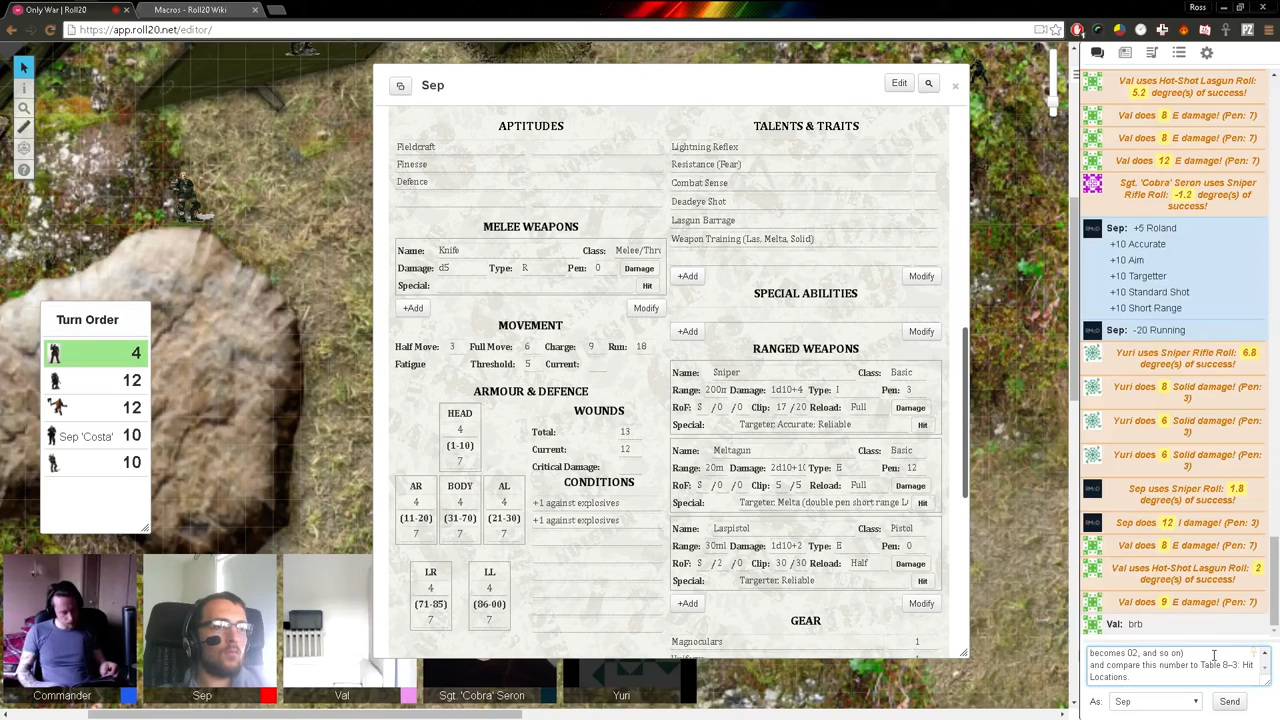 Only War | Roll20
Macros - Roll20 Wiki
Ross
https://app.roll20.net/editor/
Sep
Edit
APTITUDES
Fieldcraft
Finesse
Defence
MELEE WEAPONS
Name: Knife Class: Melee/Thr
Damage: d5 Type: R Pen: 0 Damage
Special: Hit
+Add Modify
MOVEMENT
Half Move: 3 Full Move: 6 Charge: 9 Run: 18
Fatigue Threshold: 5 Current:
ARMOUR & DEFENCE
HEAD
4
(1-10)
7
AR BODY AL
4 4 4
(11-20) (31-70) (21-30)
7 7 7
LR LL
4 4
(71-85) (86-00)
7 7
WOUNDS
Total: 13
Current: 12
Critical Damage:
CONDITIONS
+1 against explosives
+1 against explosives
TALENTS & TRAITS
Lightning Reflex
Resistance (Fear)
Combat Sense
Deadeye Shot
Lasgun Barrage
Weapon Training (Las, Melta, Solid)
+Add Modify
SPECIAL ABILITIES
+Add Modify
RANGED WEAPONS
Name: Sniper Class: Basic
Range: 200m Damage: 1d10+4 Type: I Pen: 3
RoF: S /0 /0 Clip: 17 /20 Reload: Full Damage
Special: Targeter, Accurate; Reliable Hit
Name: Meltagun Class: Basic
Range: 20m Damage: 2d10+1( Type: E Pen: 12
RoF: S /0 /0 Clip: 5 /5 Reload: Full Damage
Special: Targeter, Melta (double pen short range Hit
Name: Laspistol Class: Pistol
Range: 30ml Damage: 1d10+2 Type: E Pen: 0
RoF: S /2 /0 Clip: 30 /30 Reload: Half Damage
Special: Targerter, Reliable Hit
+Add Modify
GEAR
Magnoculars 1
Turn Order
4
12
12
Sep 'Costa' 10
10
Commander
Sep
Val
Sgt. 'Cobra' Seron
Yuri
Val uses Hot-Shot Lasgun Roll:
5.2 degree(s) of success!
Val does 8 E damage! (Pen: 7)
Val does 8 E damage! (Pen: 7)
Val does 12 E damage! (Pen: 7)
Sgt. 'Cobra' Seron uses Sniper
Rifle Roll: -1.2 degree(s) of
success!
Sep: +5 Roland
+10 Accurate
+10 Aim
+10 Targetter
+10 Standard Shot
+10 Short Range
Sep: -20 Running
Yuri uses Sniper Rifle Roll: 6.8
degree(s) of success!
Yuri does 8 Solid damage! (Pen:
3)
Yuri does 6 Solid damage! (Pen:
3)
Yuri does 6 Solid damage! (Pen:
3)
Sep uses Sniper Roll: 1.8
degree(s) of success!
Sep does 12 I damage! (Pen: 3)
Val does 8 E damage! (Pen: 7)
Val uses Hot-Shot Lasgun Roll: 2
degree(s) of success!
Val does 9 E damage! (Pen: 7)
Val: brb
becomes 02, and so on)
and compare this number to Table 8–3: Hit
Locations.
As: Sep Send